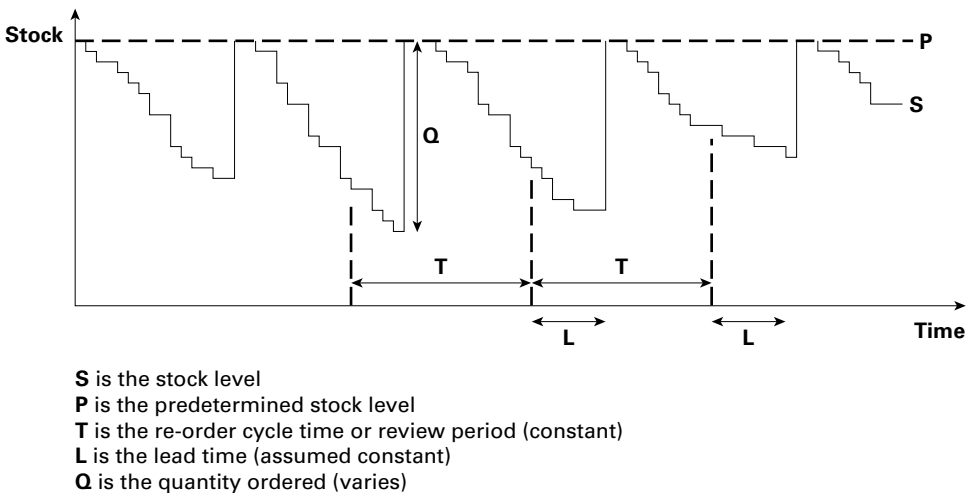 Stock
P
S
Q
T
T
L
L
Time
S is the stock level
P is the predetermined stock level
T is the re-order cycle time or review period (constant)
L is the lead time (assumed constant)
Q is the quantity ordered (varies)